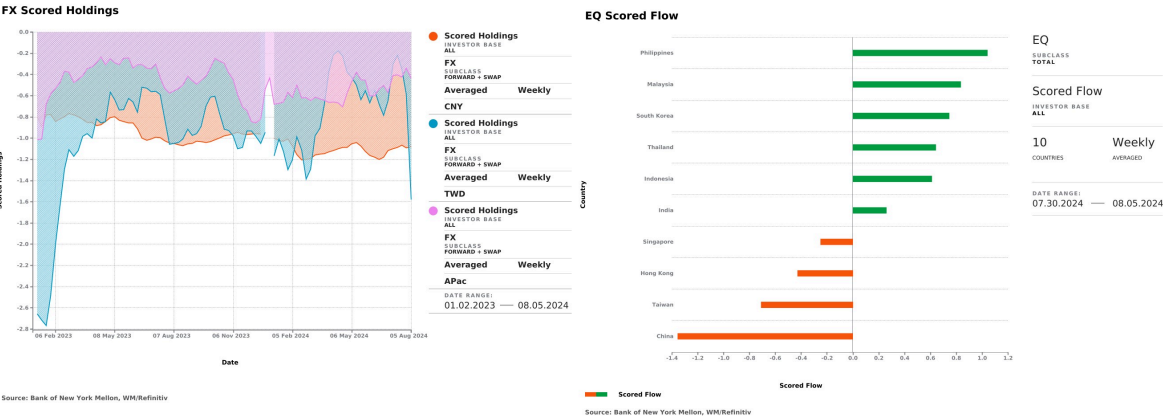 FX Scored Holdings
0.0
-0.2
-0.4
-0.6
-0.8
-1.0
-1.2
-1.4
-1.6
-1.8
-2.0
-2.2
-2.4
-2.6
-2.8
Scored Holdings
06 Feb 2023
08 May 2023
07 Aug 2023
06 Nov 2023
05 Feb 2024
06 May 2024
05 Aug 2024
Date
Scored Holdings
INVESTOR BASE
ALL
FX
SUBCLASS
FORWARD + SWAP
Averaged Weekly
CNY
Scored Holdings
INVESTOR BASE
ALL
FX
SUBCLASS
FORWARD + SWAP
Averaged Weekly
TWD
Scored Holdings
INVESTOR BASE
ALL
FX
SUBCLASS
FORWARD + SWAP
Averaged Weekly
APac
DATE RANGE:
01.02.2023 — 08.05.2024
Source: Bank of New York Mellon, WM/Refinitiv
EQ Scored Flow
Country
Philippines
Malaysia
South Korea
Thailand
Indonesia
India
Singapore
Hong Kong
Taiwan
China
-1.4
-1.2
-1.0
-0.8
-0.6
-0.4
-0.2
0.0
0.2
0.4
0.6
0.8
1.0
1.2
Scored Flow
Scored Flow
Source: Bank of New York Mellon, WM/Refinitiv
EQ
SUBCLASS
TOTAL
Scored Flow
INVESTOR BASE
ALL
10 Weekly
COUNTRIES AVERAGED
DATE RANGE:
07.30.2024 — 08.05.2024